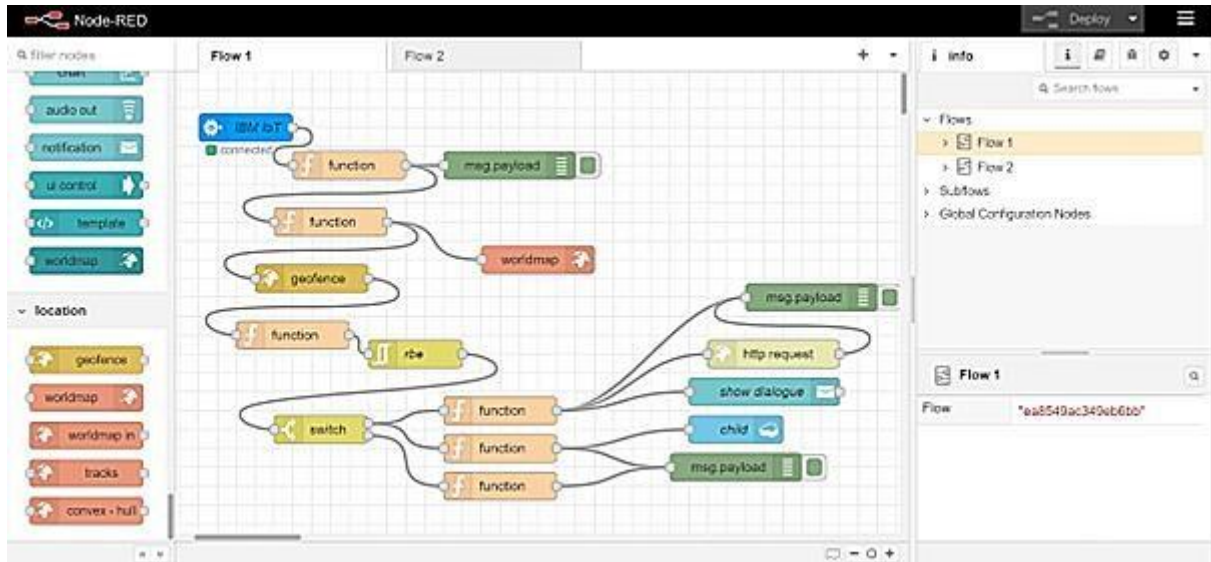 Node-RED
Deploy
filter nodes
Flow 1
Flow 2
info
i
Search flows
chart
audio out
notification
ui control
template
worldmap
location
geofence
worldmap
worldmap in
tracks
convex - hull
IBM IoT
connected
function
msg.payload
function
worldmap
geofence
function
rbe
msg.payload
http request
show dialogue
switch
function
function
function
child
msg.payload
Flows
Flow 1
Flow 2
Subflows
Global Configuration Nodes
Flow 1
Flow
"ea8549ac349eb6bb"